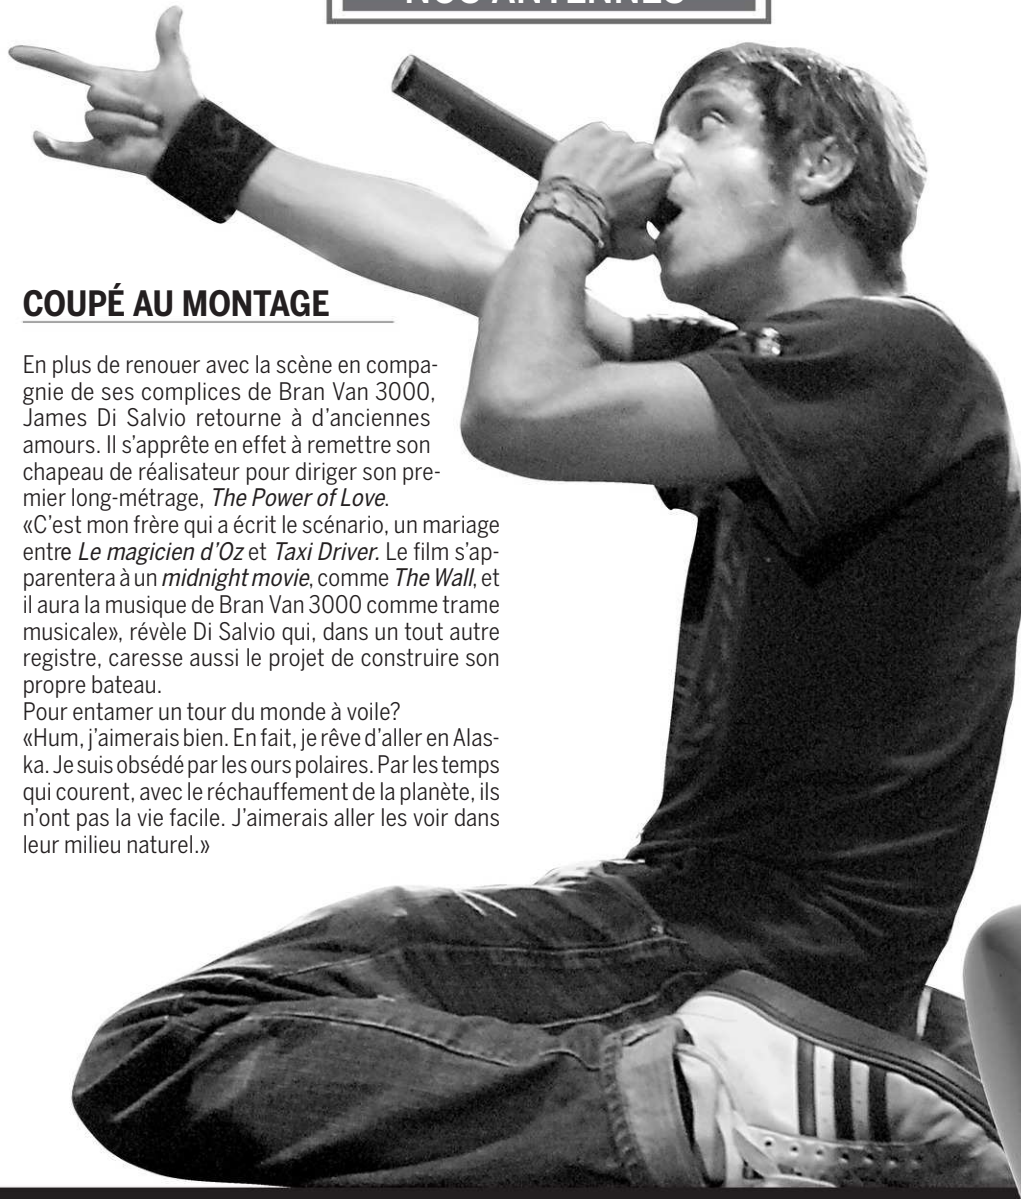 NOS ANTENNES
COUPÉ AU MONTAGE
En plus de renouer avec la scène en compa-
gnie de ses complices de Bran Van 3000,
James Di Salvio retourne à d'anciennes
amours. Il s'apprête en effet à remettre son
chapeau de réalisateur pour diriger son pre-
mier long-métrage, The Power of Love.
«C'est mon frère qui a écrit le scénario, un mariage
entre Le magicien d'Oz et Taxi Driver. Le film s'ap-
parentera à un midnight movie, comme The Wall, et
il aura la musique de Bran Van 3000 comme trame
musicale», révèle Di Salvio qui, dans un tout autre
registre, caresse aussi le projet de construire son
propre bateau.
Pour entamer un tour du monde à voile?
«Hum, j'aimerais bien. En fait, je rêve d'aller en Alas-
ka. Je suis obsédé par les ours polaires. Par les temps
qui courent, avec le réchauffement de la planète, ils
n'ont pas la vie facile. J'aimerais aller les voir dans
leur milieu naturel.»